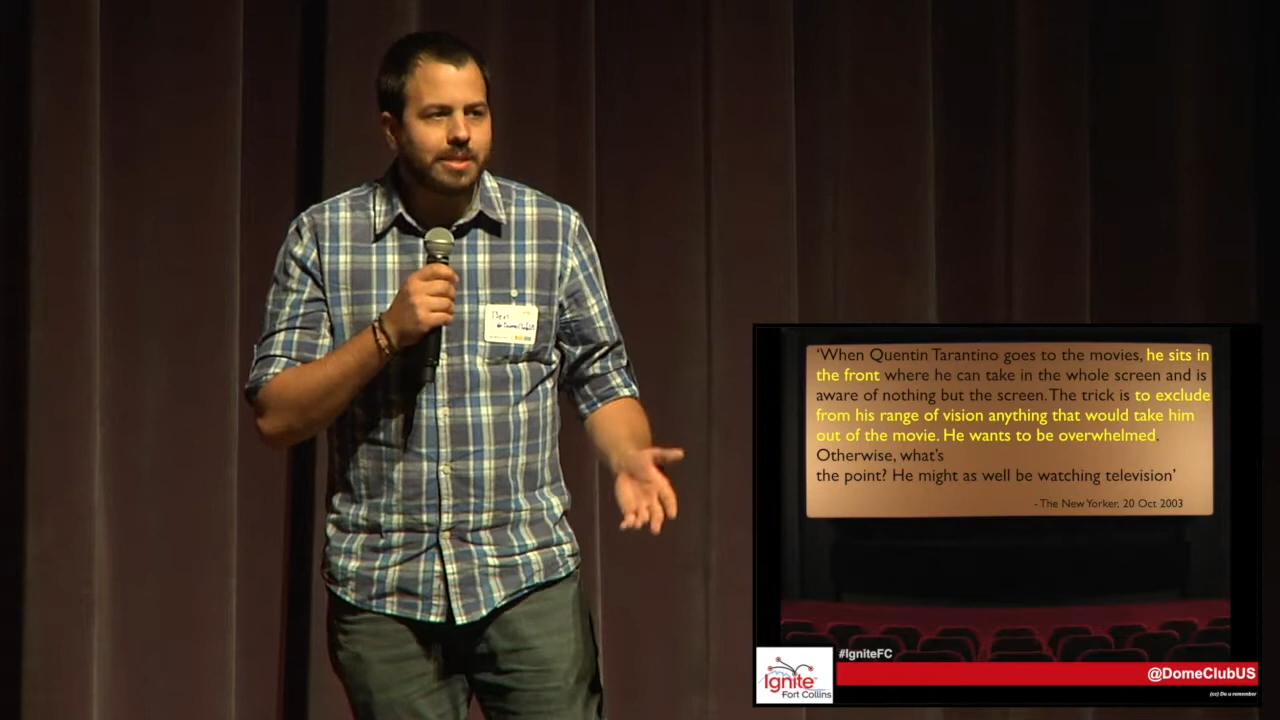 'When Quentin Tarantino goes to the movies, he sits in
the front where he can take in the whole screen and is
aware of nothing but the screen. The trick is to exclude
from his range of vision anything that would take him
out of the movie. He wants to be overwhelmed.
Otherwise, what's
the point? He might as well be watching television'
- The New Yorker, 20 Oct 2003
#IgniteFC
Ignite
Fort Collins
@DomeClubUS
(cc) Do u remember